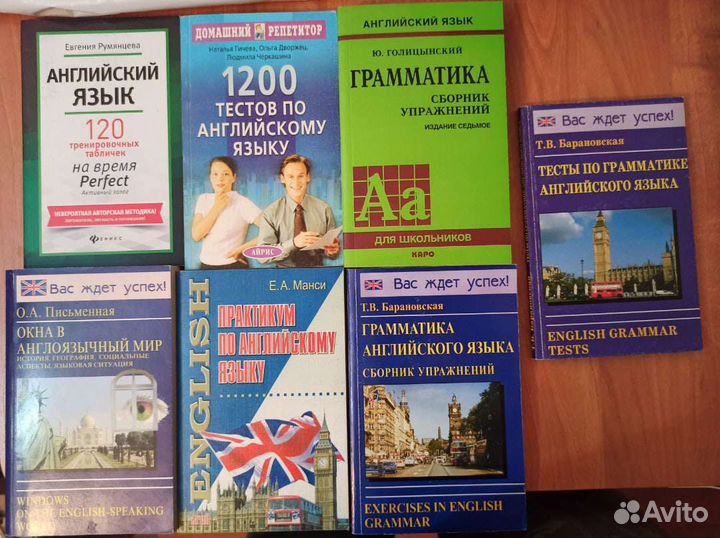 Евгения Румянцева
АНГЛИЙСКИЙ
ЯЗЫК
120
тренировочных
табличек
на время
Perfect
Активный залог
НЕВЕРОЯТНАЯ АВТОРСКАЯ МЕТОДИКА!
ФЕНИКС
ДОМАШНИЙ РЕПЕТИТОР
Наталья Гичева, Ольга Дворжец,
Людмила Черкашина
1200
ТЕСТОВ ПО
АНГЛИЙСКОМУ
ЯЗЫКУ
АЙРИС
АНГЛИЙСКИЙ ЯЗЫК
Ю. ГОЛИЦЫНСКИЙ
ГРАММАТИКА
СБОРНИК
УПРАЖНЕНИЙ
ИЗДАНИЕ СЕДЬМОЕ
Аа
ДЛЯ ШКОЛЬНИКОВ
КАРО
Вас ждет успех!
Т.В. Барановская
ТЕСТЫ ПО ГРАММАТИКЕ
АНГЛИЙСКОГО ЯЗЫКА
ENGLISH GRAMMAR
TESTS
Вас ждет успех!
О.А. Письменная
ОКНА В
АНГЛОЯЗЫЧНЫЙ МИР
ИСТОРИЯ, ГЕОГРАФИЯ, СОЦИАЛЬНЫЕ
АСПЕКТЫ, ЯЗЫКОВАЯ СИТУАЦИЯ
WINDOWS
ON THE ENGLISH-SPEAKING
WORLD
ENGLISH
Е.А. Манси
ПРАКТИКУМ
ПО АНГЛИЙСКОМУ
ЯЗЫКУ
Вас ждет успех!
Т.В. Барановская
ГРАММАТИКА
АНГЛИЙСКОГО ЯЗЫКА
СБОРНИК УПРАЖНЕНИЙ
EXERCISES IN ENGLISH
GRAMMAR
Avito